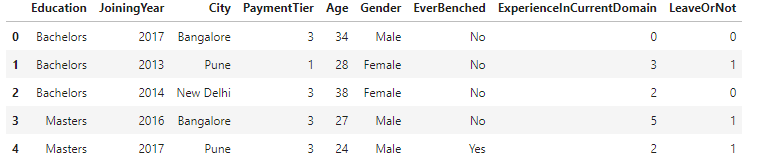 Education JoiningYear City PaymentTier Age Gender EverBenched ExperienceInCurrentDomain LeaveOrNot
0 Bachelors 2017 Bangalore 3 34 Male No 0 0
1 Bachelors 2013 Pune 1 28 Female No 3 1
2 Bachelors 2014 New Delhi 3 38 Female No 2 0
3 Masters 2016 Bangalore 3 27 Male No 5 1
4 Masters 2017 Pune 3 24 Male Yes 2 1